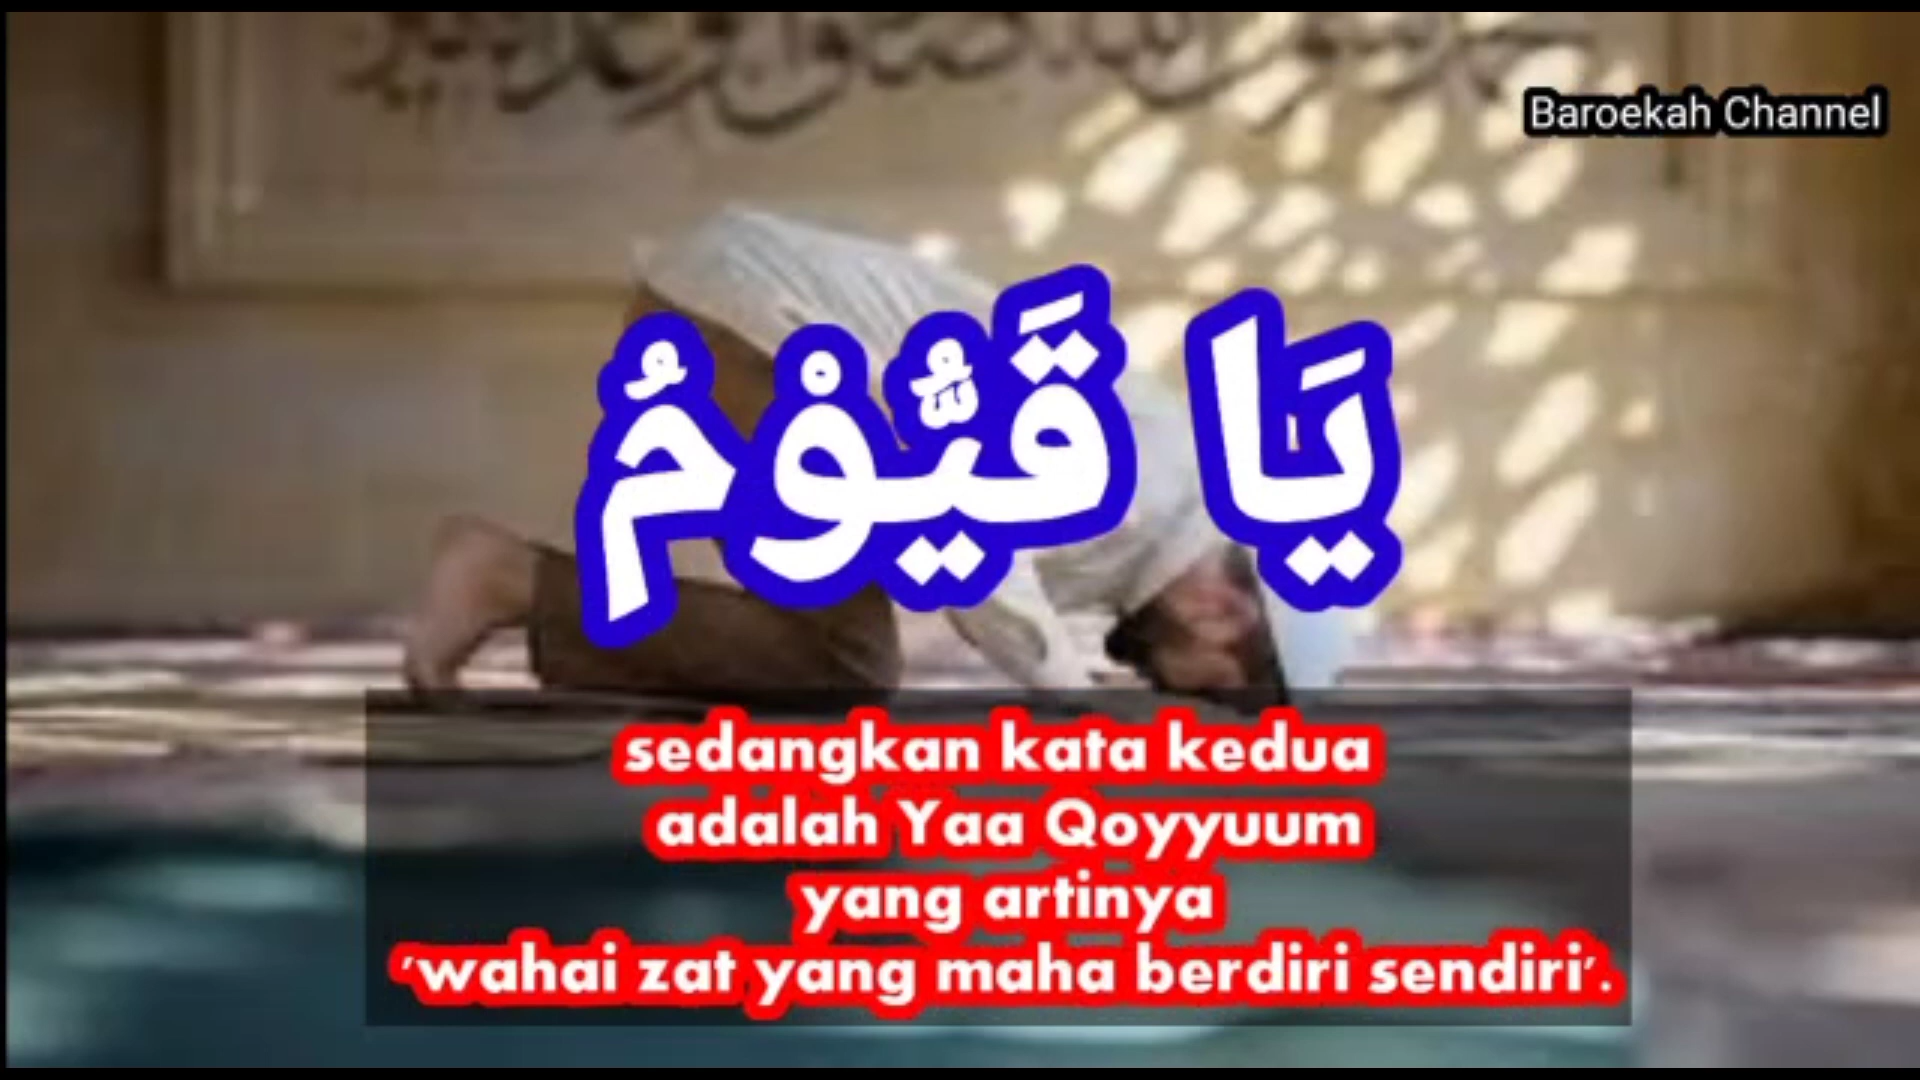 Baroekah Channel
يَا قَيُّوْمُ
sedangkan kata kedua
adalah Yaa Qoyyuum
yang artinya
'wahai zat yang maha berdiri sendiri'.